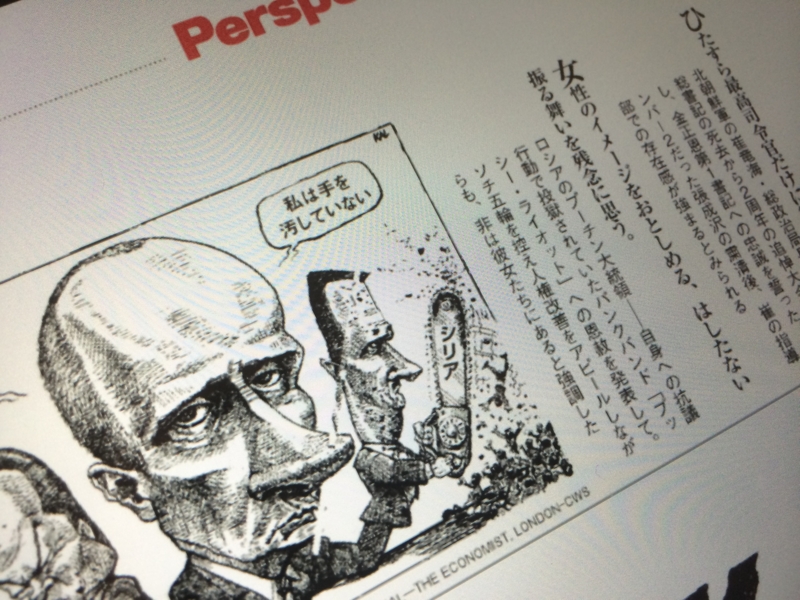 Perspe
KAL
私は手を
汚していない
シリア
—THE ECONOMIST, LONDON-CWS
ひたすら最高司令官だけに
北朝鮮軍の崔竜海・総政治局
総書記の死去から2周年の追悼大
し、金正恩第1書記への忠誠を誓った
ンバー2だった張成沢の粛清後、崔の指導
部での存在感が強まるとみられる
女性のイメージをおとしめる、はしたない
振る舞いを残念に思う。
ロシアのプーチン大統領——自身への抗議
行動で投獄されていたパンクバンド「プッ
シー・ライオット」への恩赦を発表して。
ソチ五輪を控え人権改善をアピールしなが
らも、非は彼女たちにあると強調した